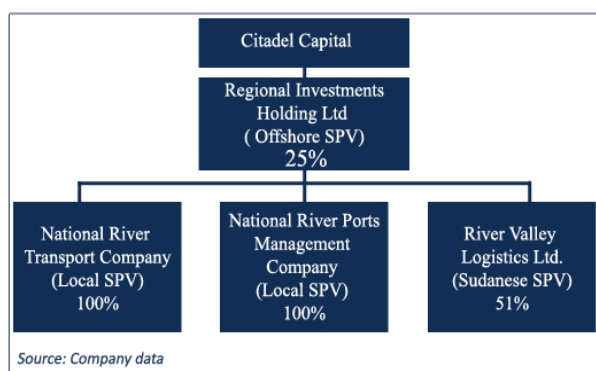 Citadel Capital
Regional Investments
Holding Ltd
( Offshore SPV)
25%
National River
Transport Company
(Local SPV)
100%
National River Ports
Management
Company
(Local SPV)
100%
River Valley
Logistics Ltd.
(Sudanese SPV)
51%
Source: Company data